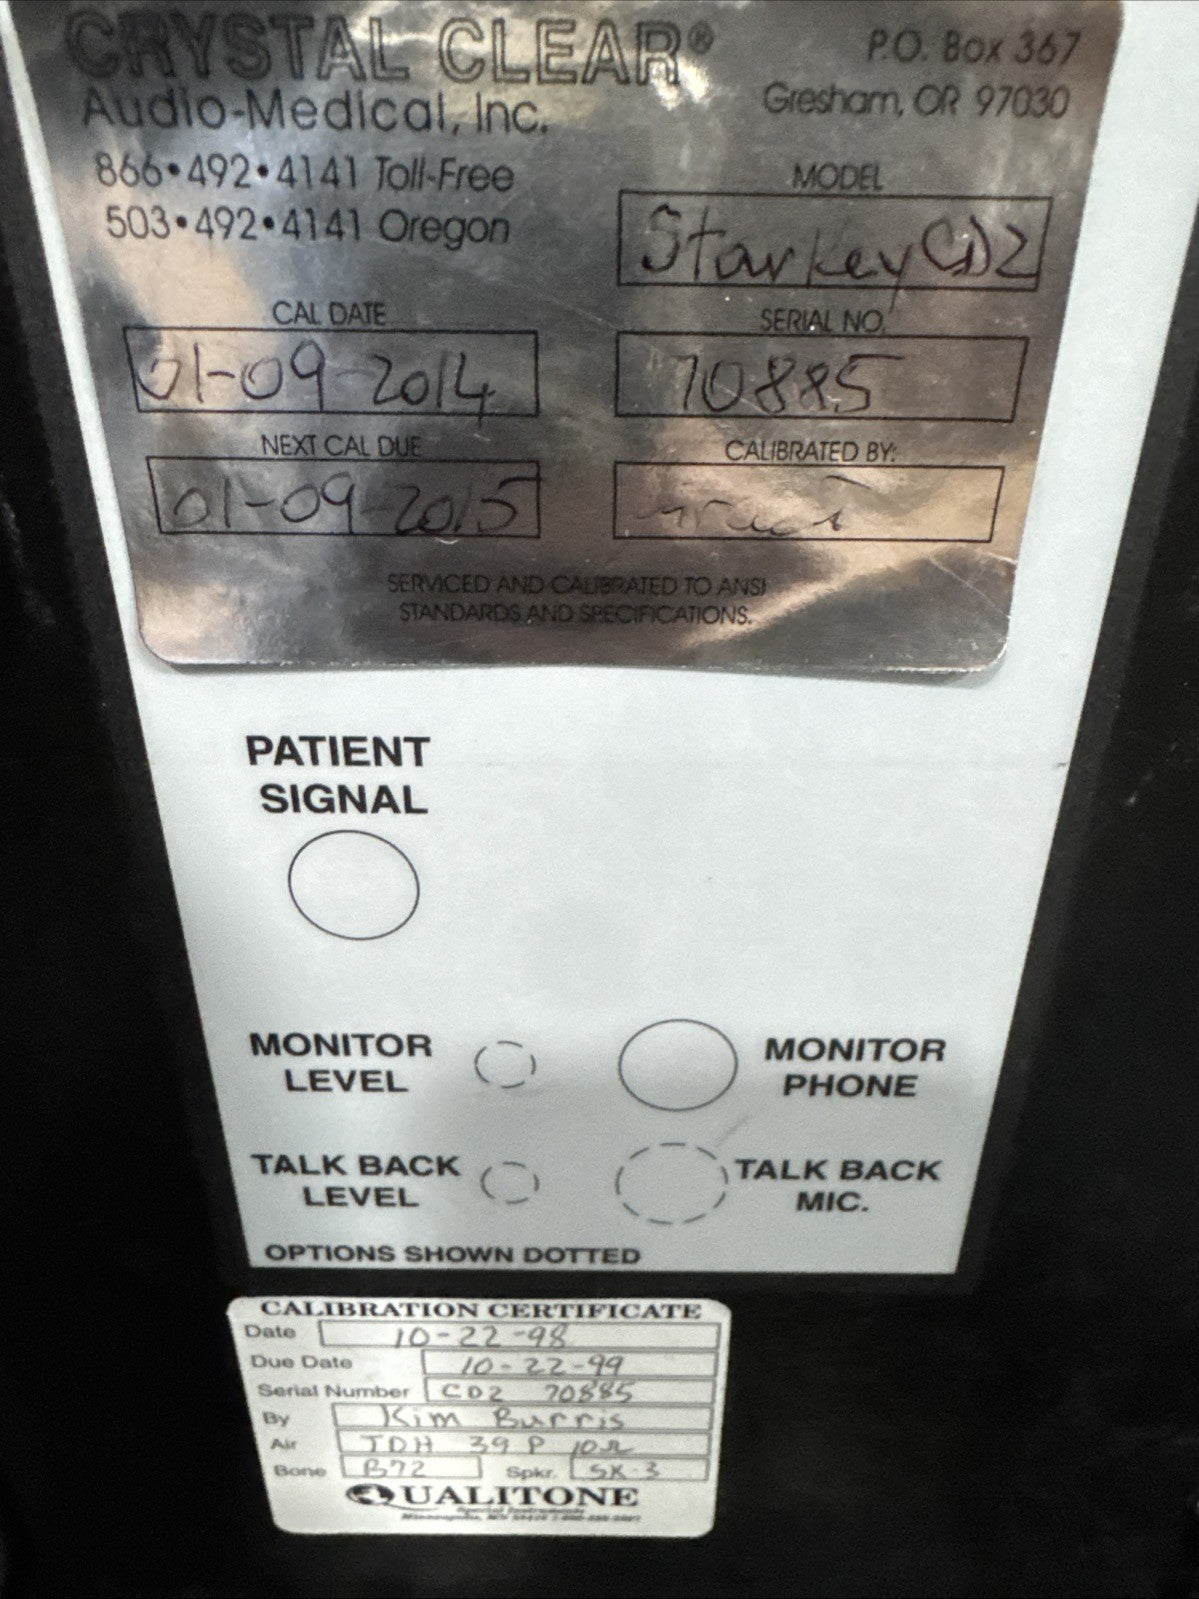 CRYSTAL CLEAR®
Audio-Medical, Inc.
866•492•4141 Toll-Free
503•492•4141 Oregon
P.O. Box 367
Gresham, OR 97030
MODEL
Starkey CD2
CAL DATE
01-09-2014
SERIAL NO.
70885
NEXT CAL DUE
01-09-2015
CALIBRATED BY:
SERVICED AND CALIBRATED TO ANSI
STANDARDS AND SPECIFICATIONS.
PATIENT
SIGNAL
MONITOR
LEVEL
MONITOR
PHONE
TALK BACK
LEVEL
TALK BACK
MIC.
OPTIONS SHOWN DOTTED
CALIBRATION CERTIFICATE
Date 10-22-98
Due Date 10-22-99
Serial Number CD2 70885
By Kim Burris
Air TDH 39 P 10Ω
Bone B72 Spkr. SX-3
QUALITONE
Special Instruments